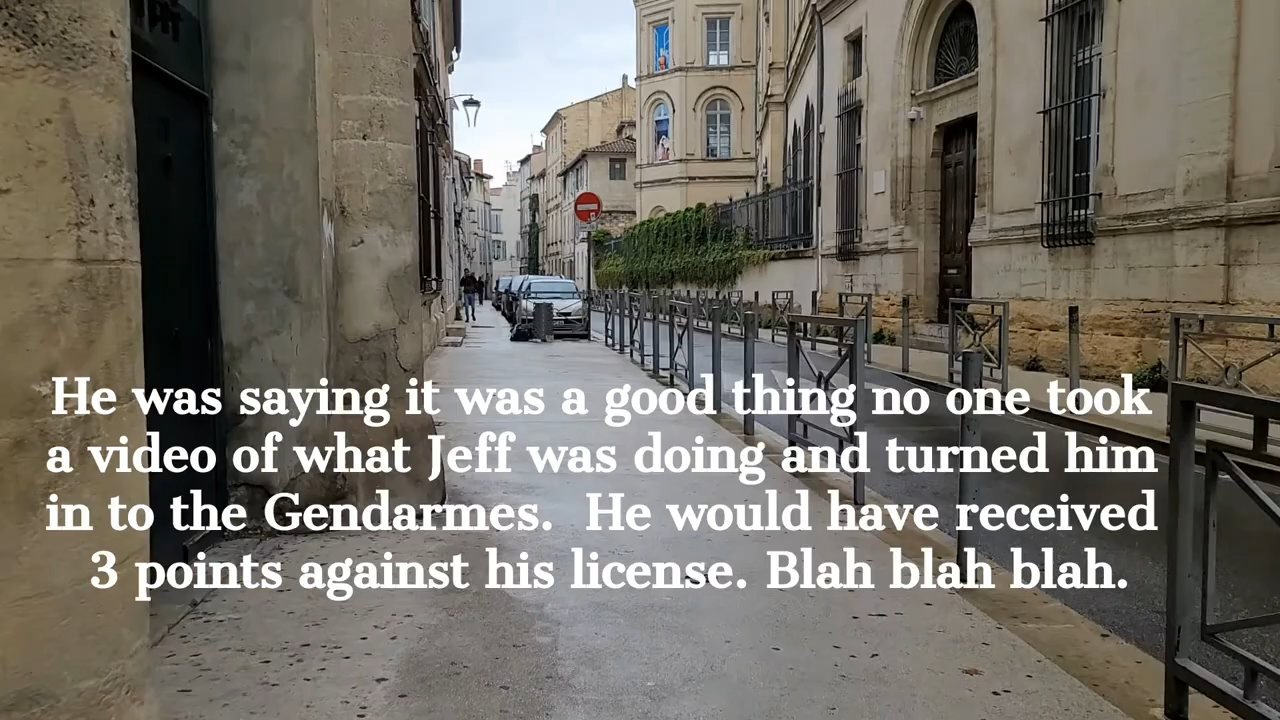 He was saying it was a good thing no one took
a video of what Jeff was doing and turned him
in to the Gendarmes.  He would have received
3 points against his license. Blah blah blah.